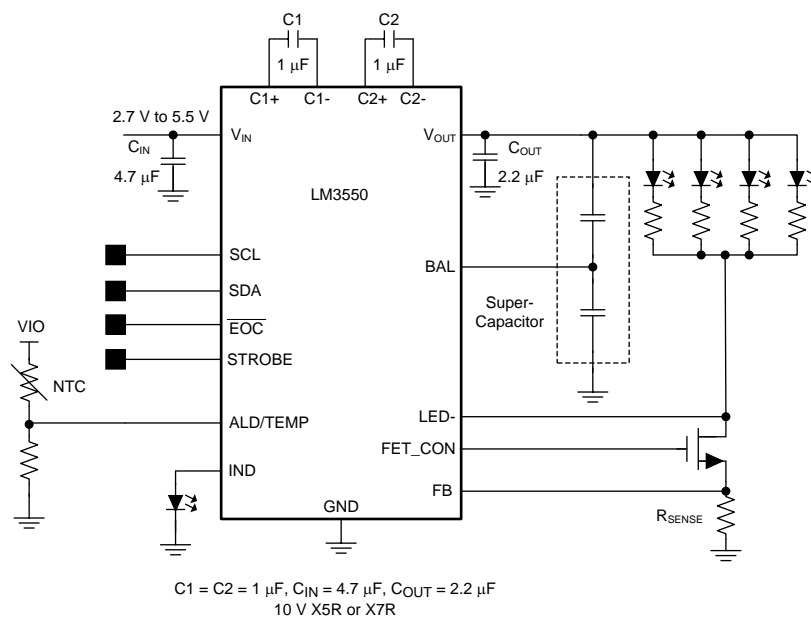 C1
C2
1 μF
1 μF
C1+
C1-
C2+
C2-
2.7 V to 5.5 V
VIN
VOUT
CIN
COUT
4.7 μF
2.2 μF
LM3550
SCL
BAL
SDA
Super-
Capacitor
EOC
VIO
STROBE
NTC
LED-
ALD/TEMP
FET_CON
IND
FB
GND
RSENSE
C1 = C2 = 1 μF, CIN = 4.7 μF, COUT = 2.2 μF
10 V X5R or X7R